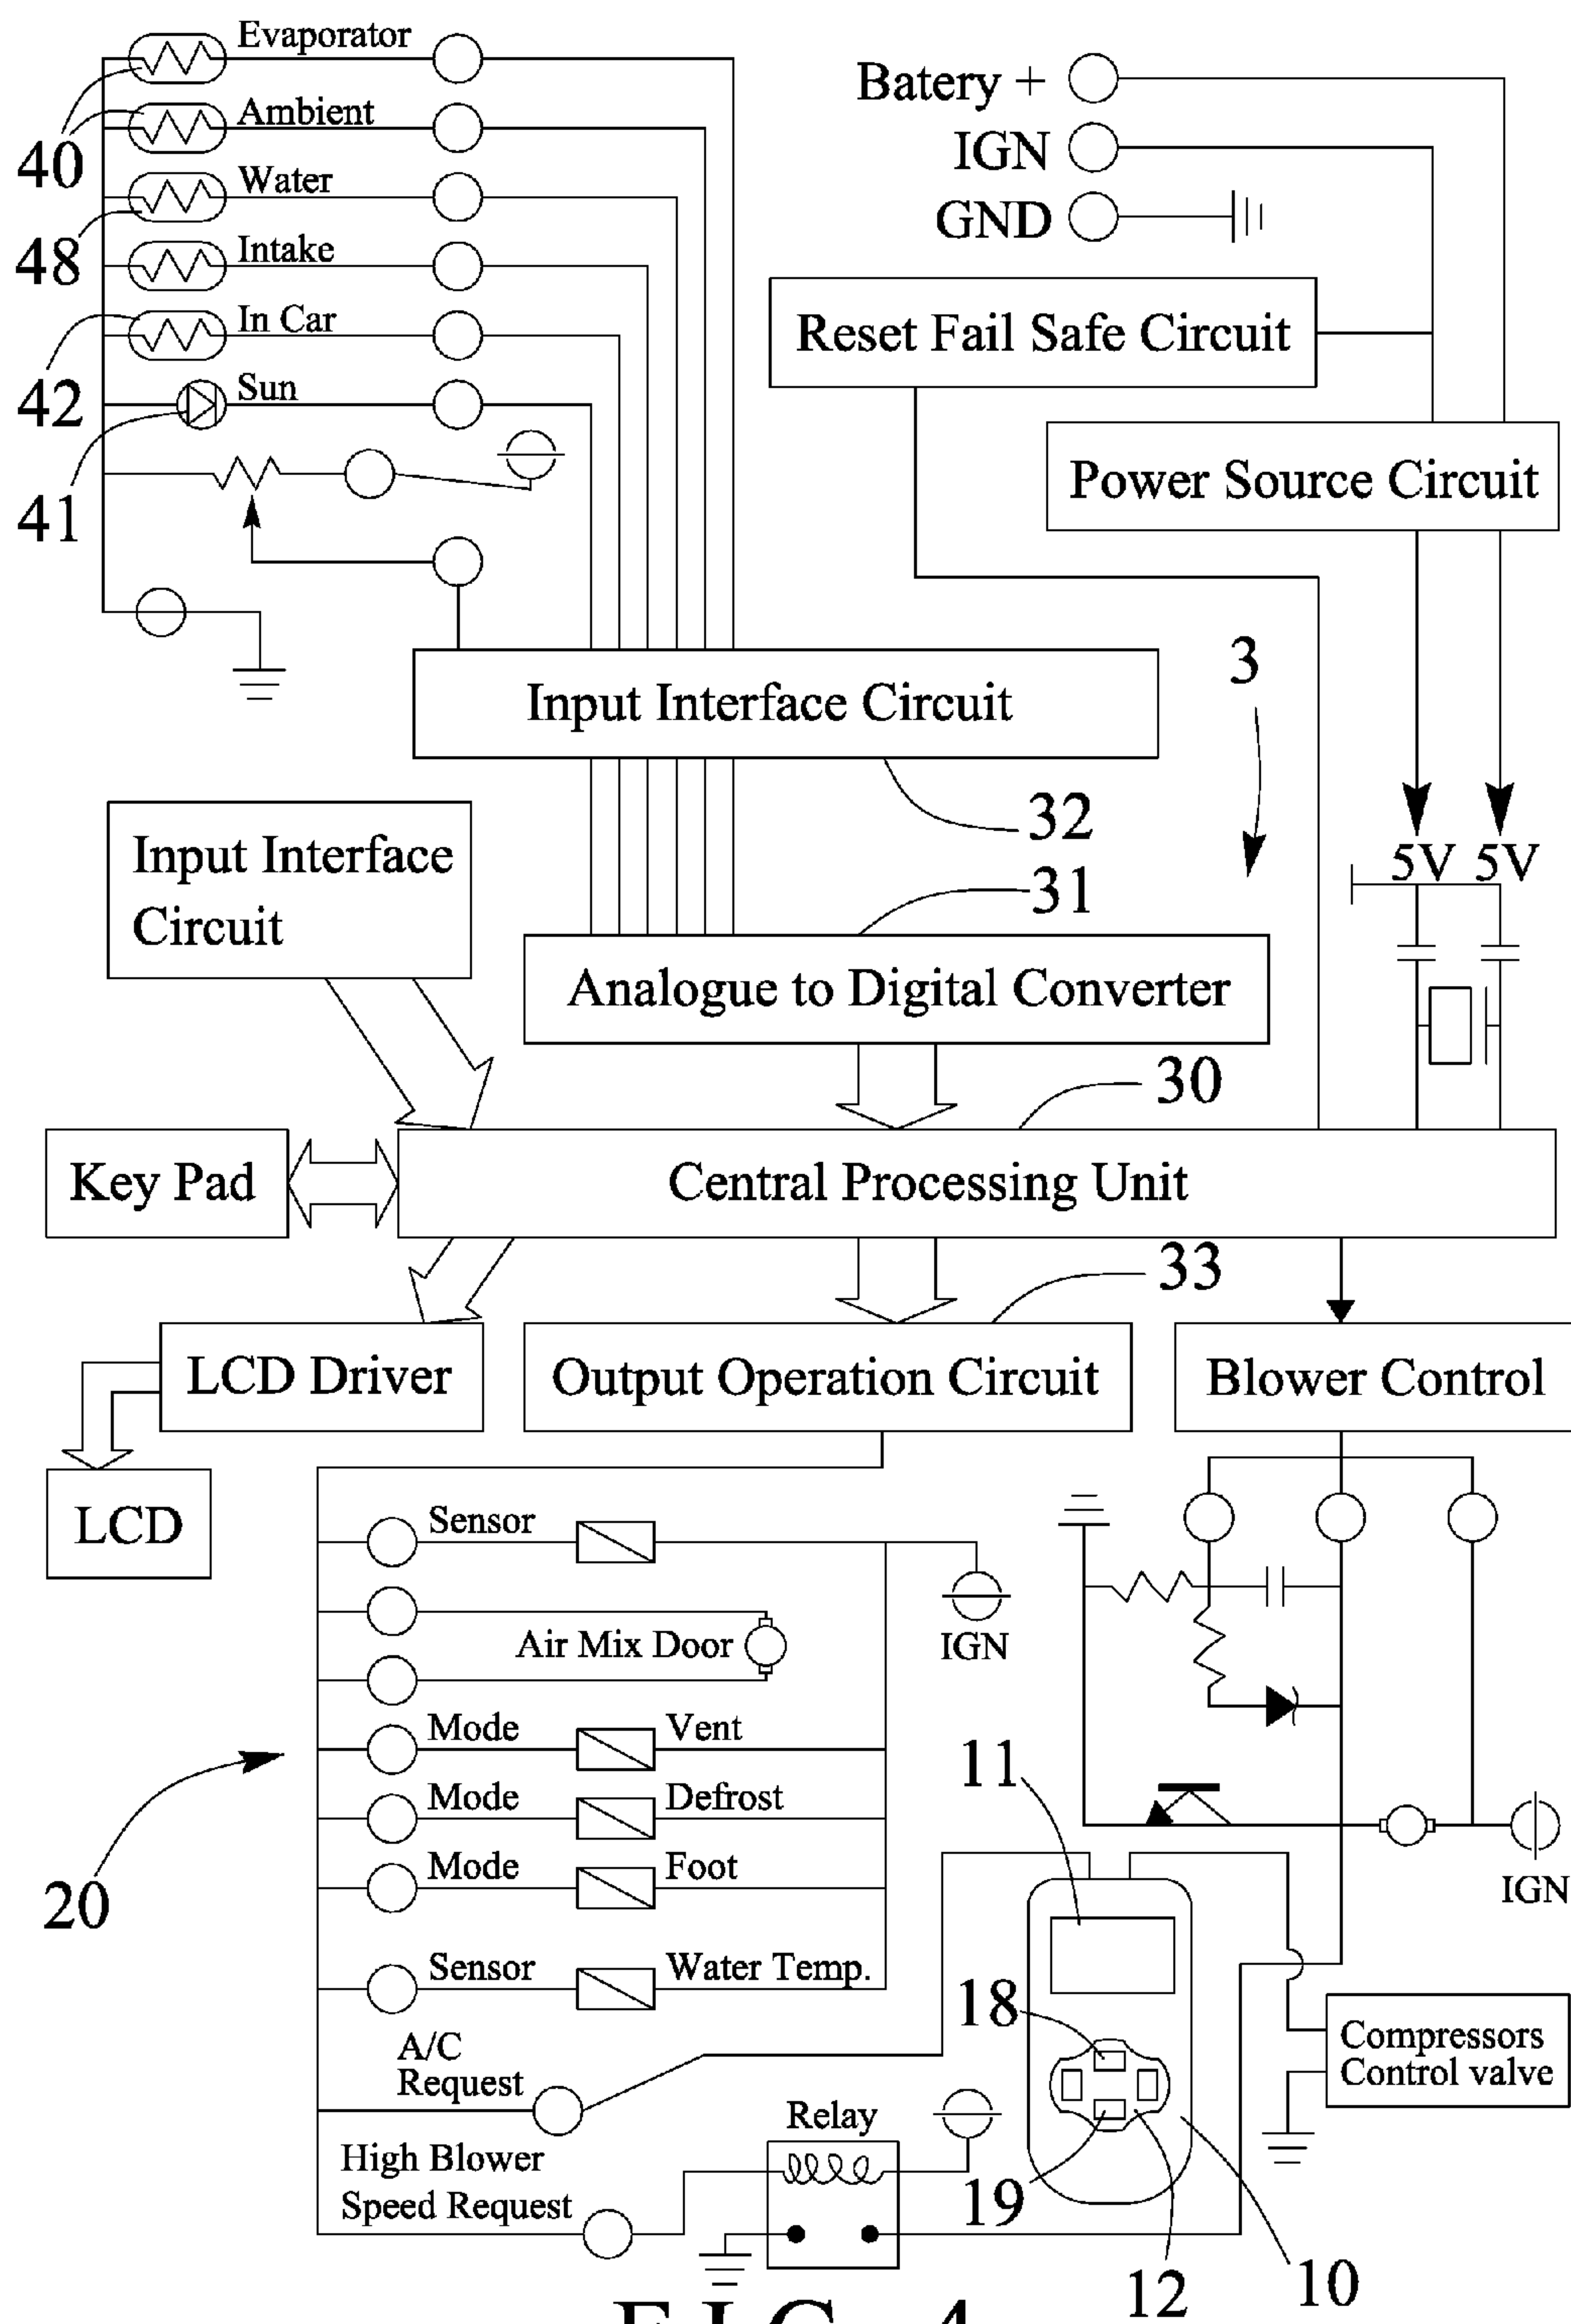 Evaporator
Ambient
40
Water
48
Intake
In Car
42
Sun
41
Batery +
IGN
GND
Reset Fail Safe Circuit
Power Source Circuit
3
Input Interface Circuit
32
5V 5V
Input Interface
Circuit
31
Analogue to Digital Converter
30
Key Pad
Central Processing Unit
33
LCD Driver
Output Operation Circuit
Blower Control
LCD
Sensor
IGN
Air Mix Door
Mode
Vent
Mode
Defrost
Mode
Foot
20
Sensor
Water Temp.
11
IGN
18
A/C
Request
Compressors
Control valve
Relay
High Blower
Speed Request
19
12
10
FIG. 4